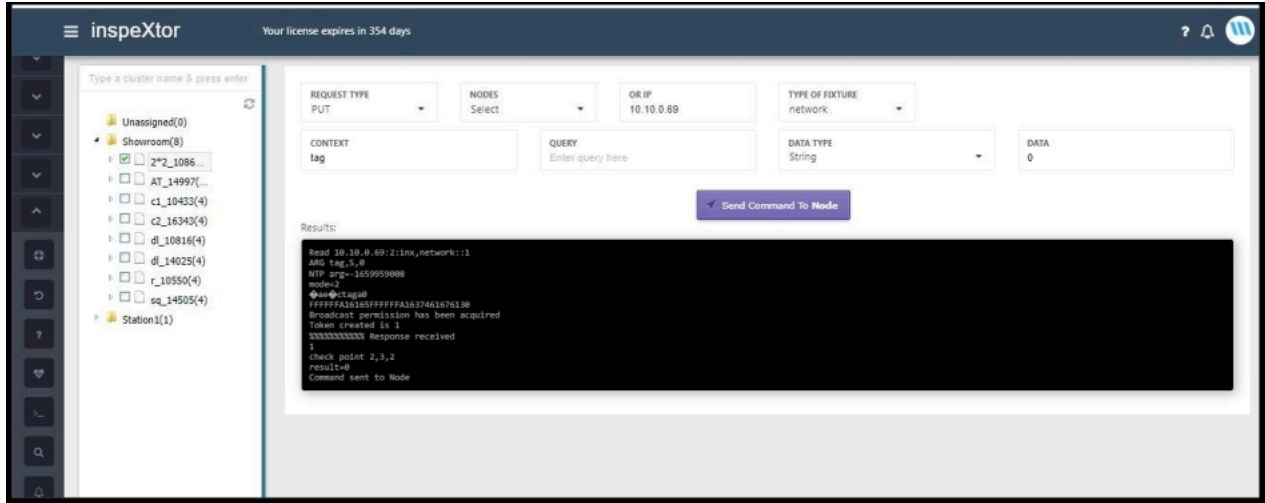 inspeXtor
Your license expires in 354 days
?
Type a cluster name & press enter
Unassigned(0)
Showroom(8)
2*2_1086...
AT_14997(...
c1_10433(4)
c2_16343(4)
dl_10816(4)
dl_14025(4)
r_10550(4)
sq_14505(4)
Station1(1)
REQUEST TYPE
PUT
NODES
Select
OR IP
10.10.0.69
TYPE OF FIXTURE
network
CONTEXT
tag
QUERY
Enter query here
DATA TYPE
String
DATA
0
Send Command To Node
Results:
Read 10.10.0.69:2:inx,network::1
ARG tag,5,0
NTP arg=-1659959008
mode=2
�ae�ctaga0
FFFFFFA16165FFFFFFA1637461676130
Broadcast permission has been acquired
Token created is 1
%%%%%%%%%%% Response received
1
check point 2,3,2
result=0
Command sent to Node